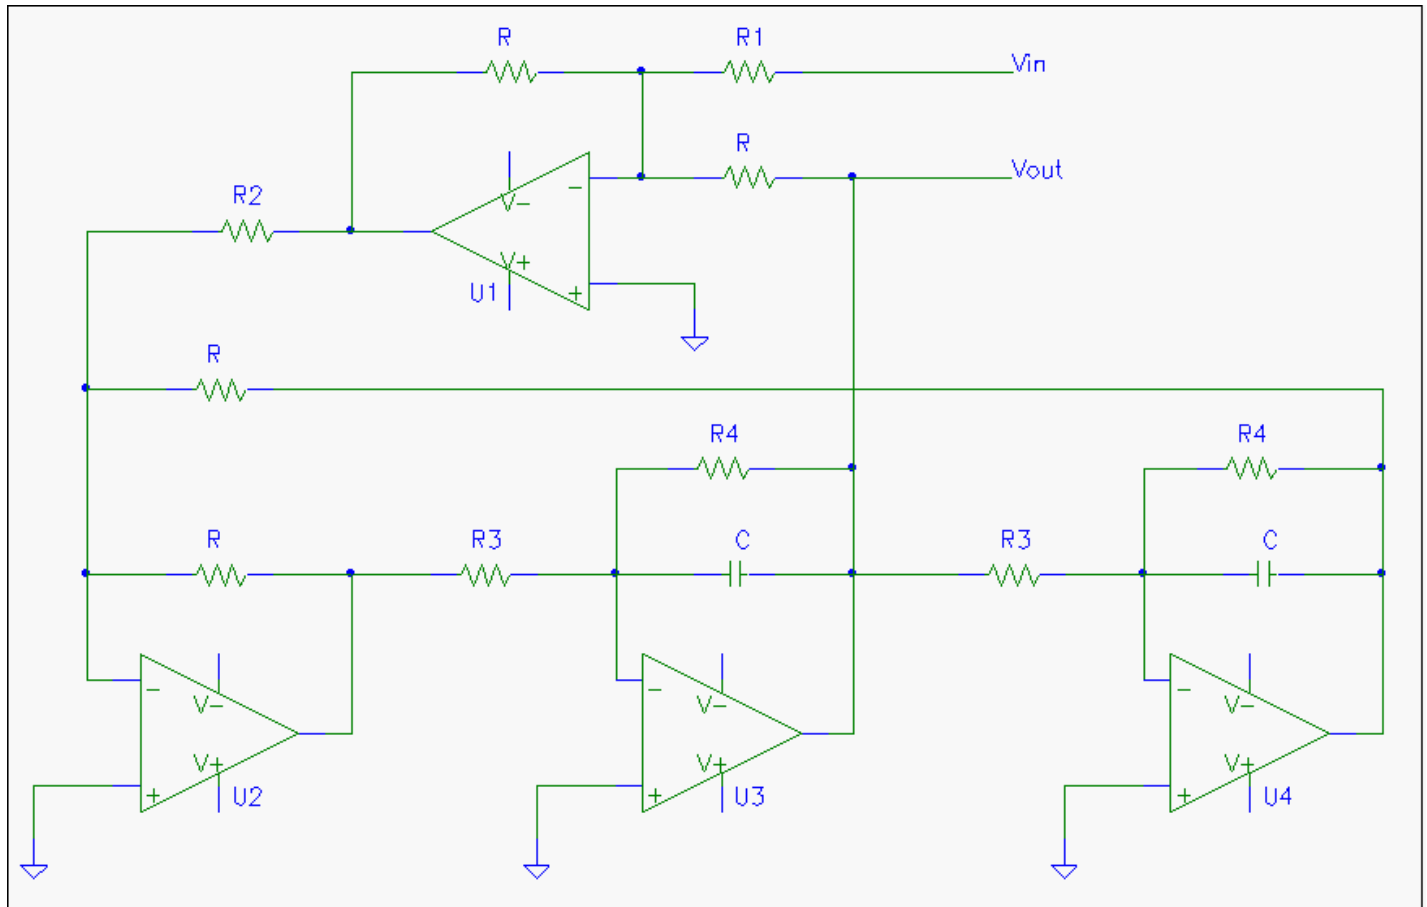 R R1 Vin
R Vout
R2
−
V−
V+
U1 +
R
R4 R4
R R3 C R3 C
− − −
V− V− V−
V+ V+ V+
+ U2 + U3 + U4